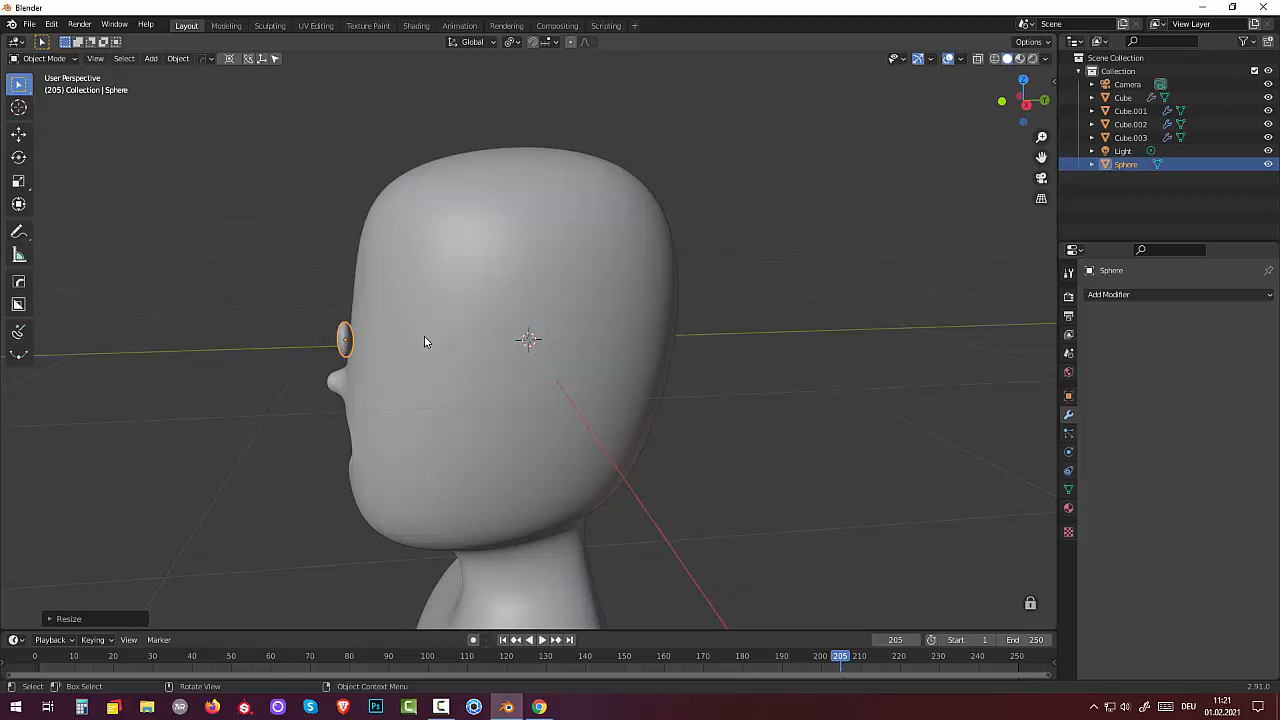 Blender
File Edit Render Window Help Layout Modeling Sculpting UV Editing Texture Paint Shading Animation Rendering Compositing Scripting + Scene View Layer
Global Options
Object Mode View Select Add Object
User Perspective
(205) Collection | Sphere
Scene Collection
Collection
Camera
Cube
Cube.001
Cube.002
Cube.003
Light
Sphere
Z
Y
X
Sphere
Add Modifier
Resize
Playback Keying View Marker 205 Start 1 End 250
0 10 20 30 40 50 60 70 80 90 100 110 120 130 140 150 160 170 180 190 200 205 210 220 230 240 250
Select Box Select Rotate View Object Context Menu 2.91.0
Ps DEU 11:21
01.02.2021